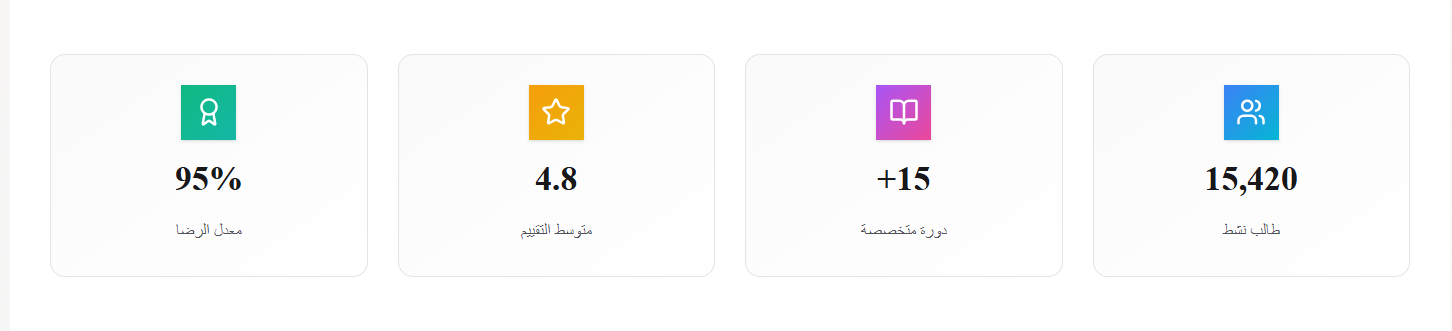 15,420
طالب نشط
+15
دورة متخصصة
4.8
متوسط التقييم
95%
معدل الرضا